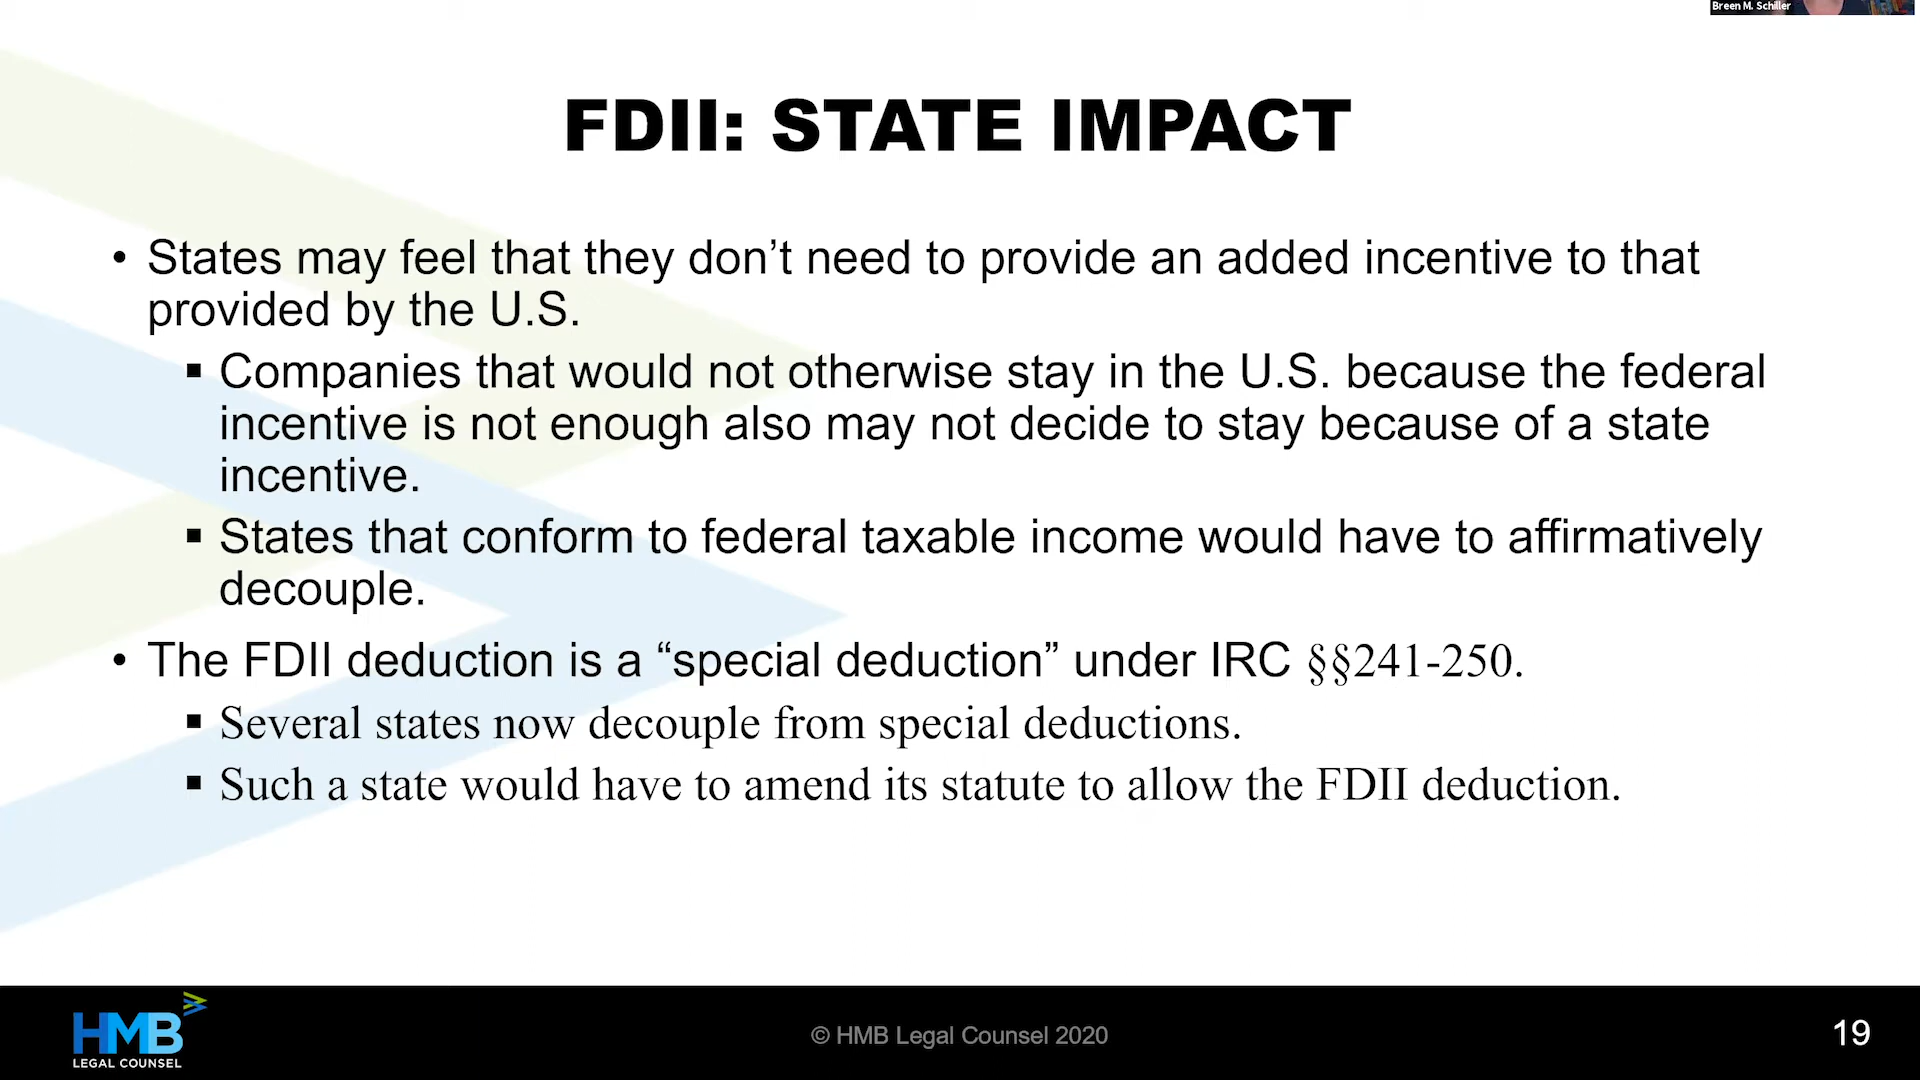 Breen M. Schiller
FDII: STATE IMPACT
• States may feel that they don’t need to provide an added incentive to that
provided by the U.S.
▪ Companies that would not otherwise stay in the U.S. because the federal
incentive is not enough also may not decide to stay because of a state
incentive.
▪ States that conform to federal taxable income would have to affirmatively
decouple.
• The FDII deduction is a “special deduction” under IRC §§241-250.
▪ Several states now decouple from special deductions.
▪ Such a state would have to amend its statute to allow the FDII deduction.
HMB
LEGAL COUNSEL
© HMB Legal Counsel 2020
19